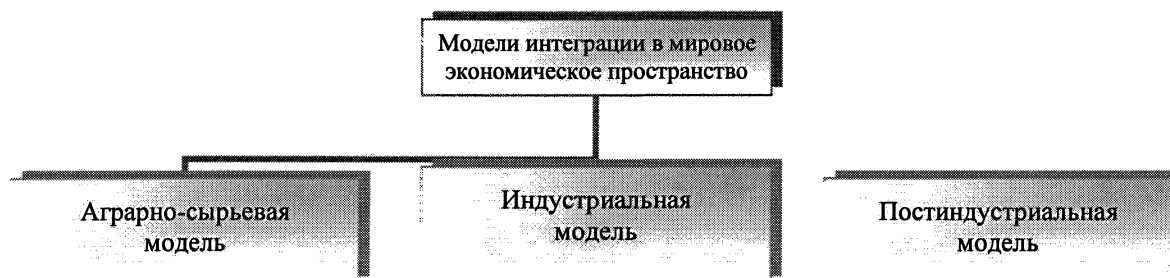 Модели интеграции в мировое
экономическое пространство
Аграрно-сырьевая
модель
Индустриальная
модель
Постиндустриальная
модель